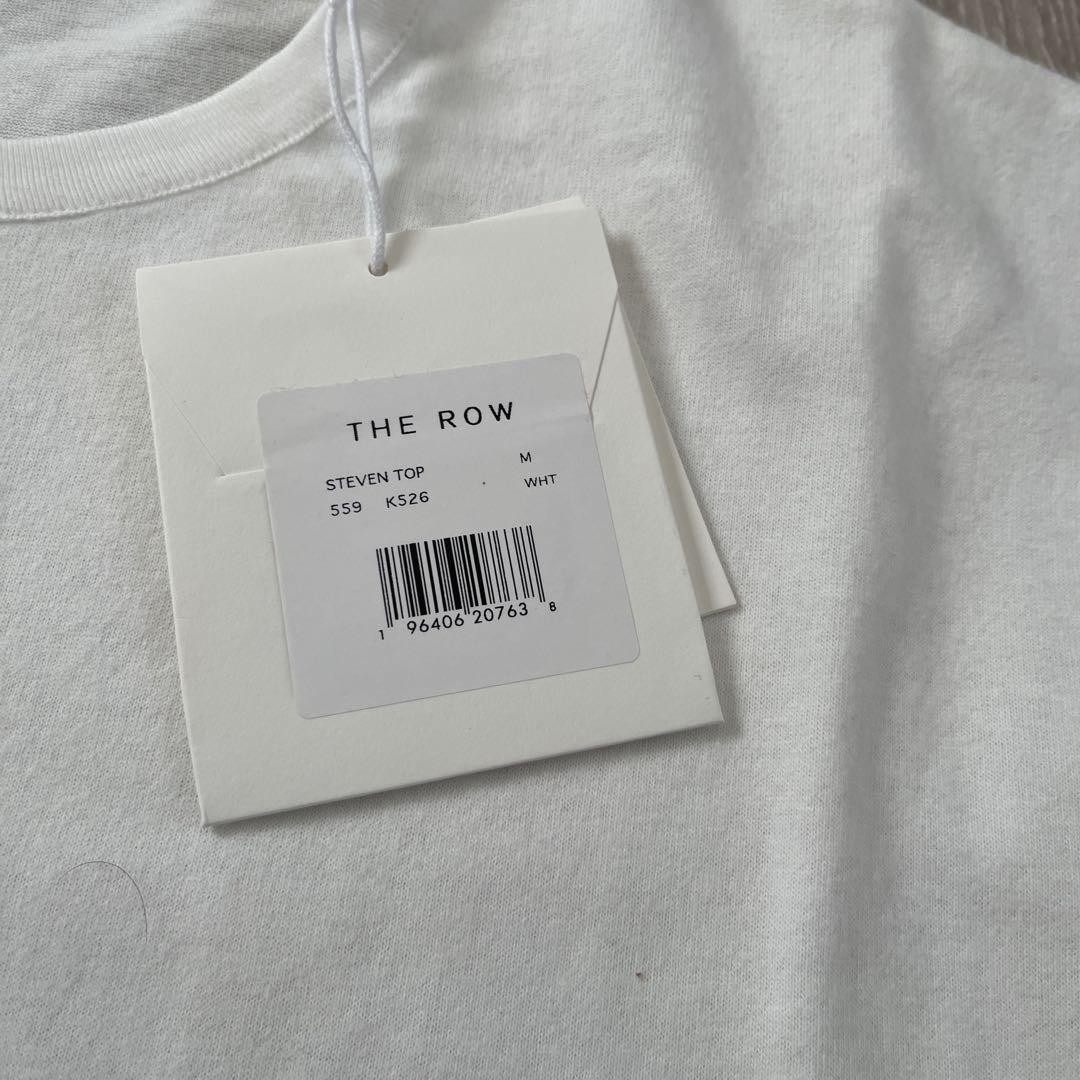 THE ROW
STEVEN TOP M
559 K526 WHT
1 96406 20763 8